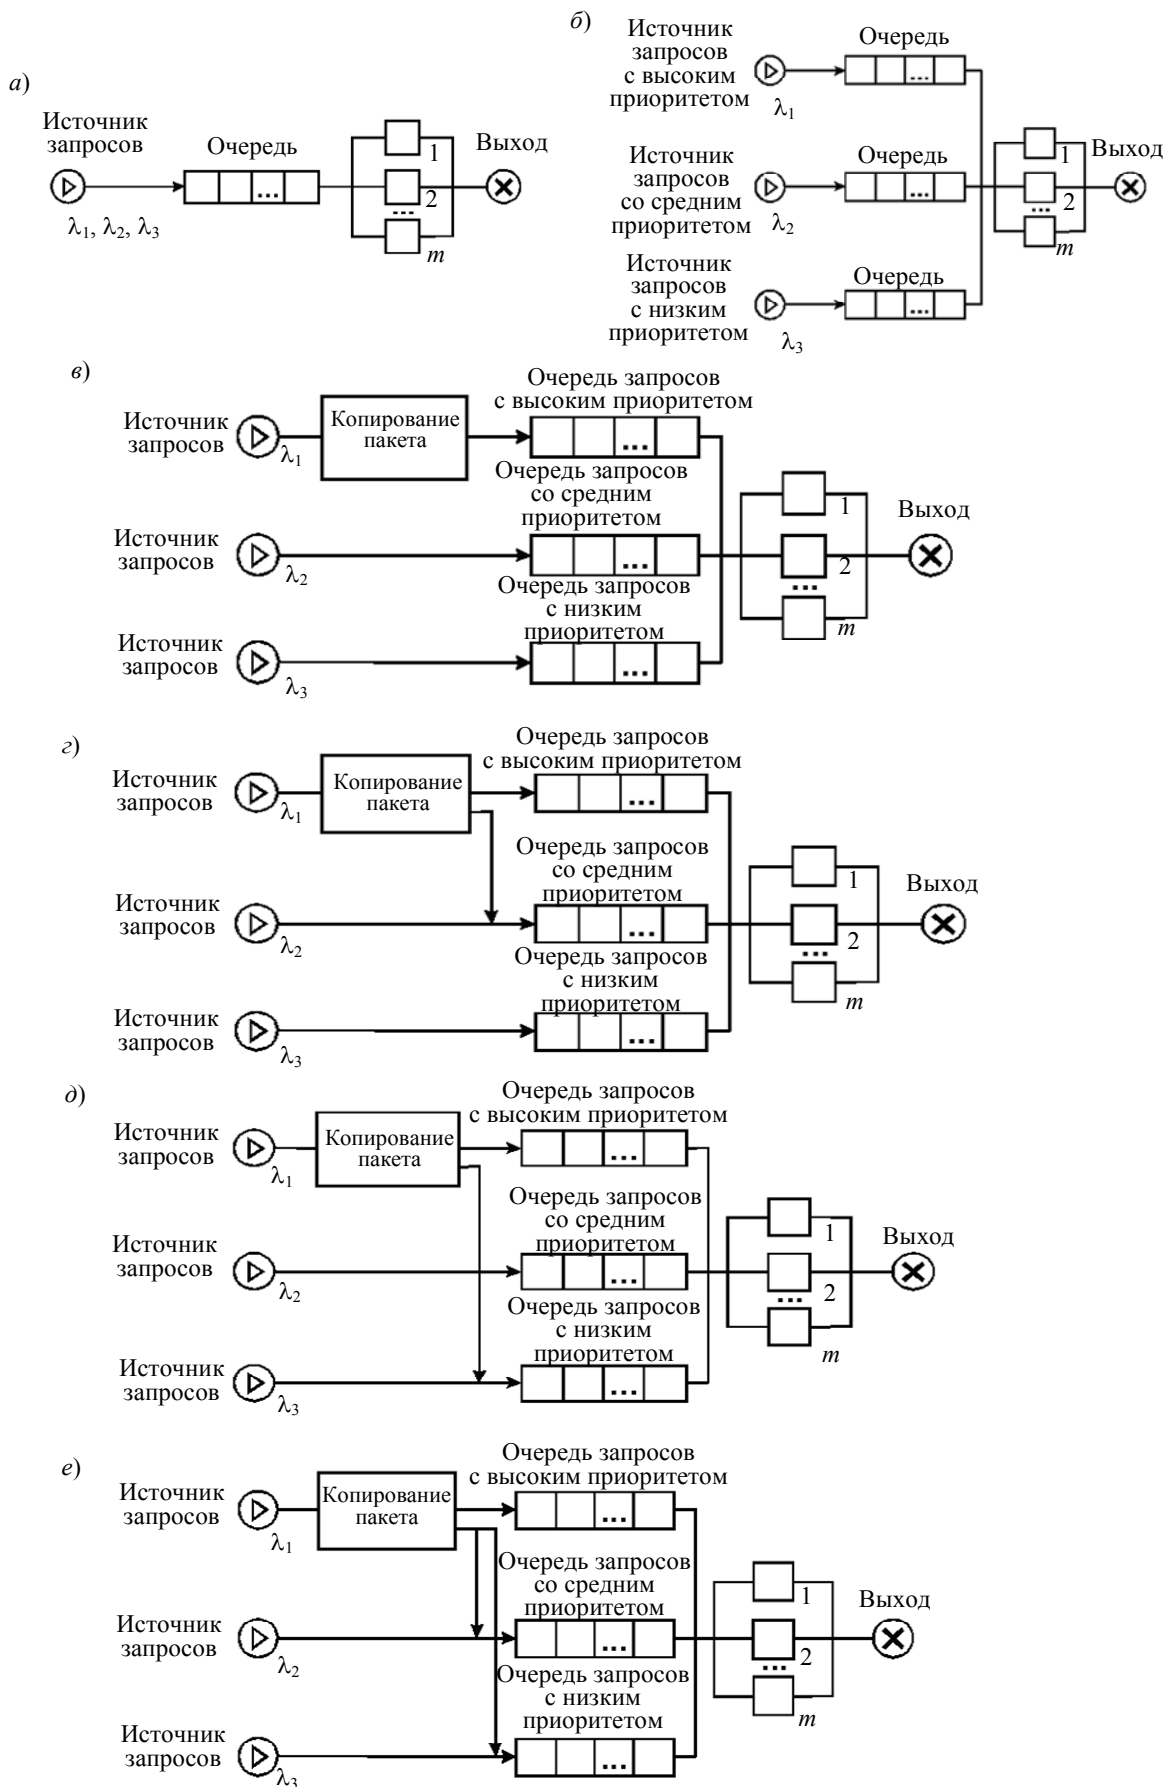 а)
Источник
запросов
Очередь
...
λ1, λ2, λ3
1
2
...
m
Выход
б)
Источник
запросов
с высоким
приоритетом
λ1
Очередь
...
Источник
запросов
со средним
приоритетом
λ2
Очередь
...
Источник
запросов
с низким
приоритетом
λ3
Очередь
...
1
2
...
m
Выход
в)
Источник
запросов
λ1
Копирование
пакета
Очередь запросов
с высоким приоритетом
...
Источник
запросов
λ2
Очередь запросов
со средним
приоритетом
...
Источник
запросов
λ3
Очередь запросов
с низким
приоритетом
...
1
2
...
m
Выход
г)
Источник
запросов
λ1
Копирование
пакета
Очередь запросов
с высоким приоритетом
...
Источник
запросов
λ2
Очередь запросов
со средним
приоритетом
...
Источник
запросов
λ3
Очередь запросов
с низким
приоритетом
...
1
2
...
m
Выход
д)
Источник
запросов
λ1
Копирование
пакета
Очередь запросов
с высоким приоритетом
...
Источник
запросов
λ2
Очередь запросов
со средним
приоритетом
...
Источник
запросов
λ3
Очередь запросов
с низким
приоритетом
...
1
2
...
m
Выход
е)
Источник
запросов
λ1
Копирование
пакета
Очередь запросов
с высоким приоритетом
...
Источник
запросов
λ2
Очередь запросов
со средним
приоритетом
...
Источник
запросов
λ3
Очередь запросов
с низким
приоритетом
...
1
2
...
m
Выход